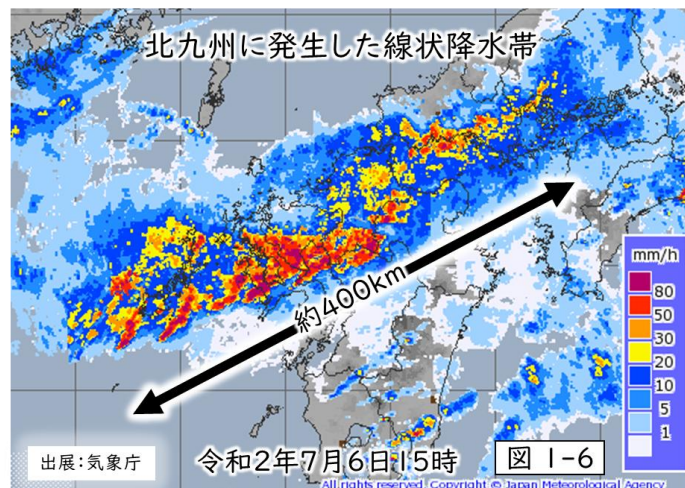 北九州に発生した線状降水帯
約400km
mm/h
80
50
30
20
10
5
1
出展:気象庁
令和2年7月6日15時
図 1-6
All rights reserved. Copyright © Japan Meteorological Agency